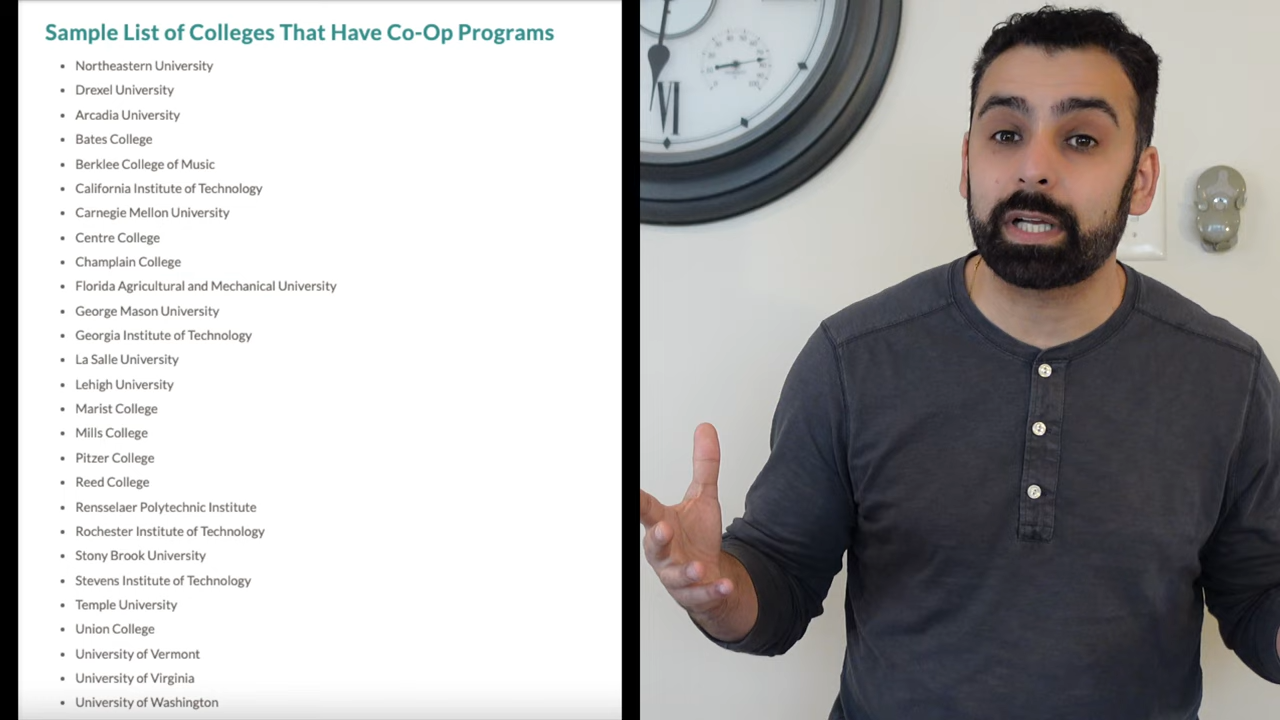 Sample List of Colleges That Have Co-Op Programs
• Northeastern University
• Drexel University
• Arcadia University
• Bates College
• Berklee College of Music
• California Institute of Technology
• Carnegie Mellon University
• Centre College
• Champlain College
• Florida Agricultural and Mechanical University
• George Mason University
• Georgia Institute of Technology
• La Salle University
• Lehigh University
• Marist College
• Mills College
• Pitzer College
• Reed College
• Rensselaer Polytechnic Institute
• Rochester Institute of Technology
• Stony Brook University
• Stevens Institute of Technology
• Temple University
• Union College
• University of Vermont
• University of Virginia
• University of Washington
VI